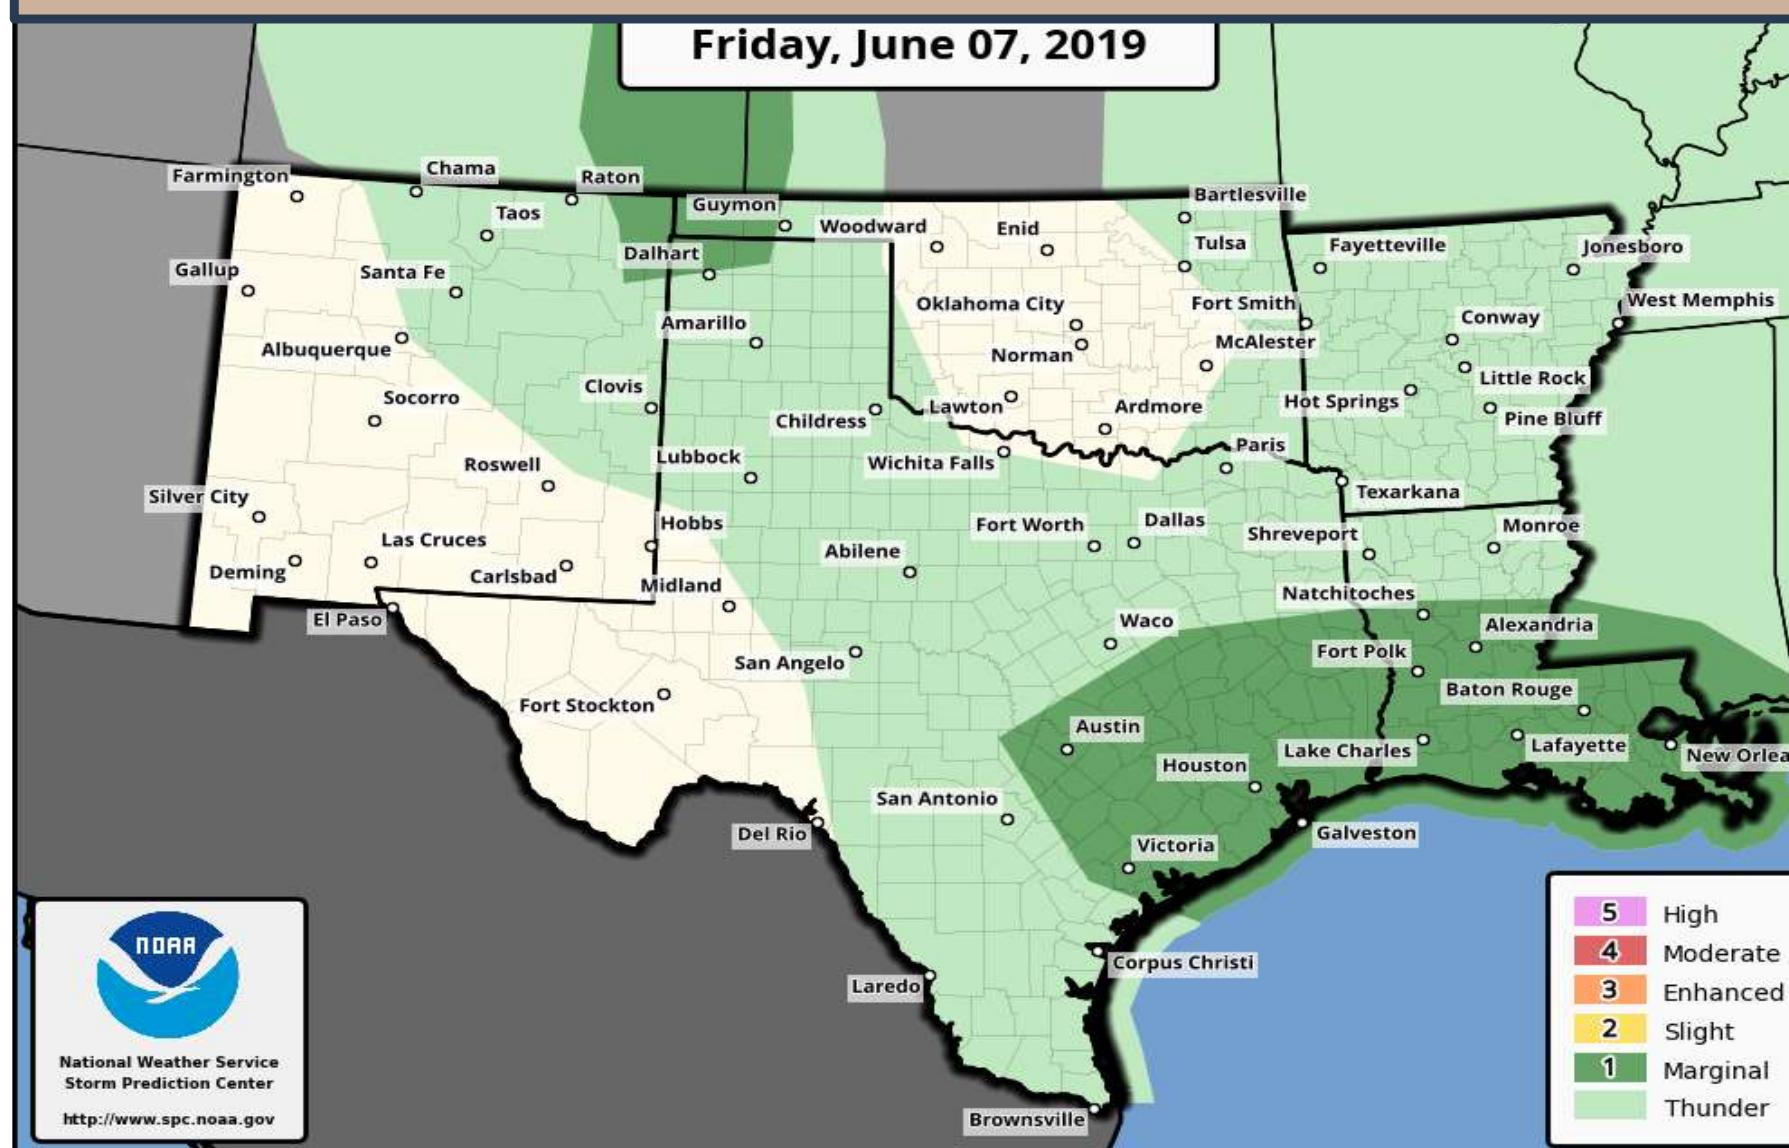 Friday, June 07, 2019
Farmington
Chama
Raton
Taos
Guymon
Woodward
Enid
Bartlesville
Tulsa
Fayetteville
Jonesboro
Gallup
Santa Fe
Dalhart
Oklahoma City
Fort Smith
West Memphis
Albuquerque
Amarillo
Norman
McAlester
Conway
Little Rock
Socorro
Clovis
Childress
Lawton
Ardmore
Hot Springs
Pine Bluff
Roswell
Lubbock
Wichita Falls
Paris
Texarkana
Silver City
Las Cruces
Hobbs
Fort Worth
Dallas
Shreveport
Monroe
Deming
Carlsbad
Midland
Abilene
Natchitoches
El Paso
San Angelo
Waco
Fort Polk
Alexandria
Fort Stockton
Austin
Baton Rouge
Houston
Lake Charles
Lafayette
New Orlea
San Antonio
Del Rio
Victoria
Galveston
Laredo
Corpus Christi
Brownsville
NOAA
National Weather Service
Storm Prediction Center
http://www.spc.noaa.gov
5 High
4 Moderate
3 Enhanced
2 Slight
1 Marginal
Thunder